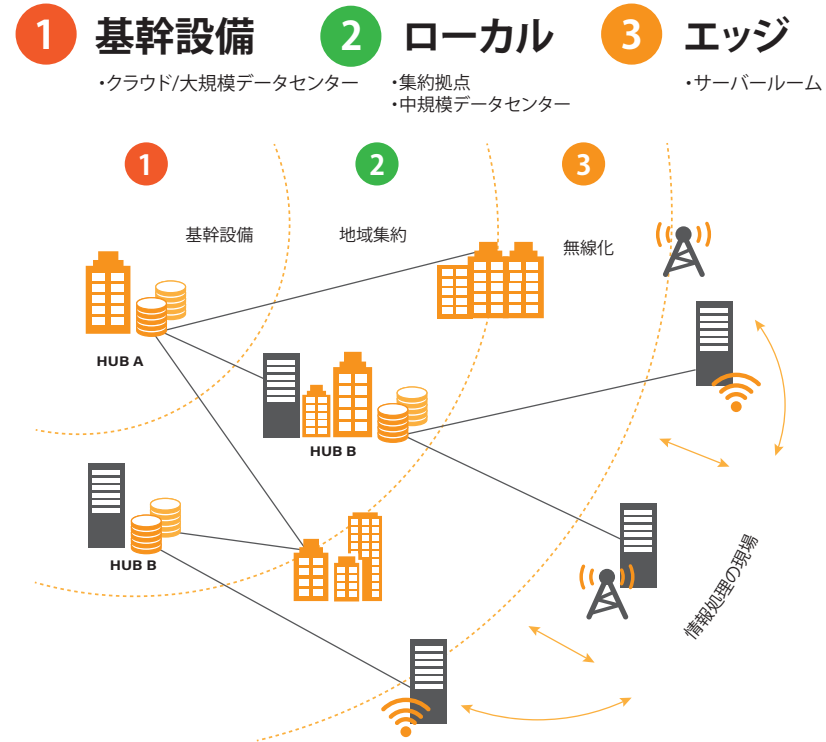 1 基幹設備
・クラウド/大規模データセンター
2 ローカル
・集約拠点
・中規模データセンター
3 エッジ
・サーバールーム
1
2
3
基幹設備
地域集約
無線化
HUB A
HUB B
HUB B
情報処理の現場